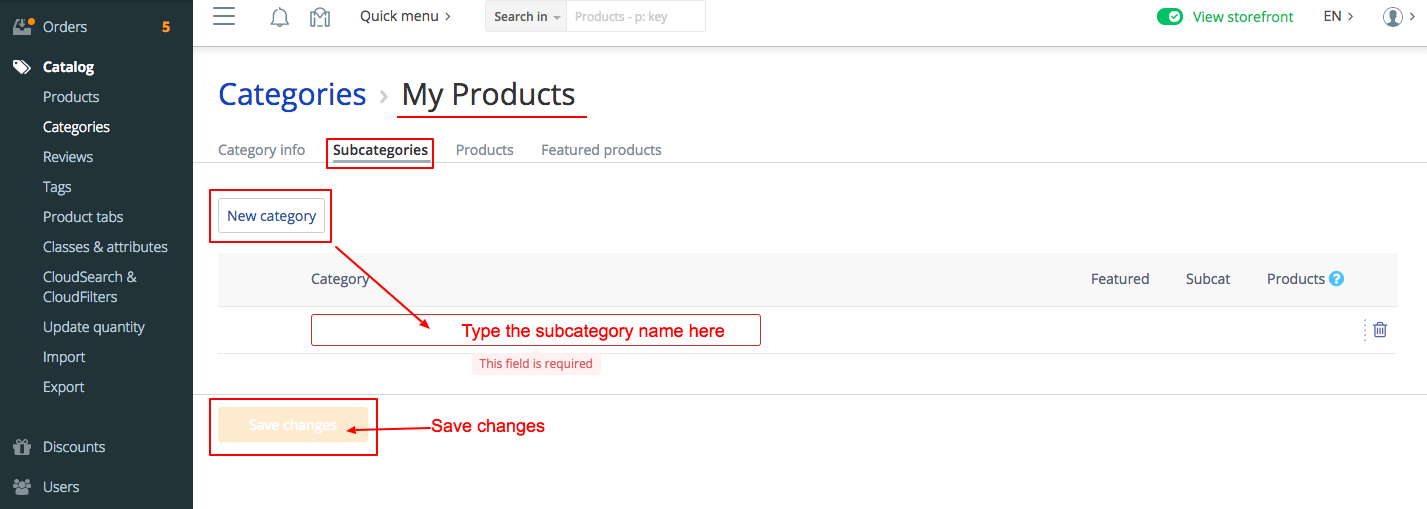 Orders 5
Catalog
Products
Categories
Reviews
Tags
Product tabs
Classes & attributes
CloudSearch &
CloudFilters
Update quantity
Import
Export
Discounts
Users
Quick menu
Search in
Products - p: key
View storefront
EN
Categories > My Products
Category info Subcategories Products Featured products
New category
Category Featured Subcat Products ?
Type the subcategory name here
This field is required
Save changes
Save changes